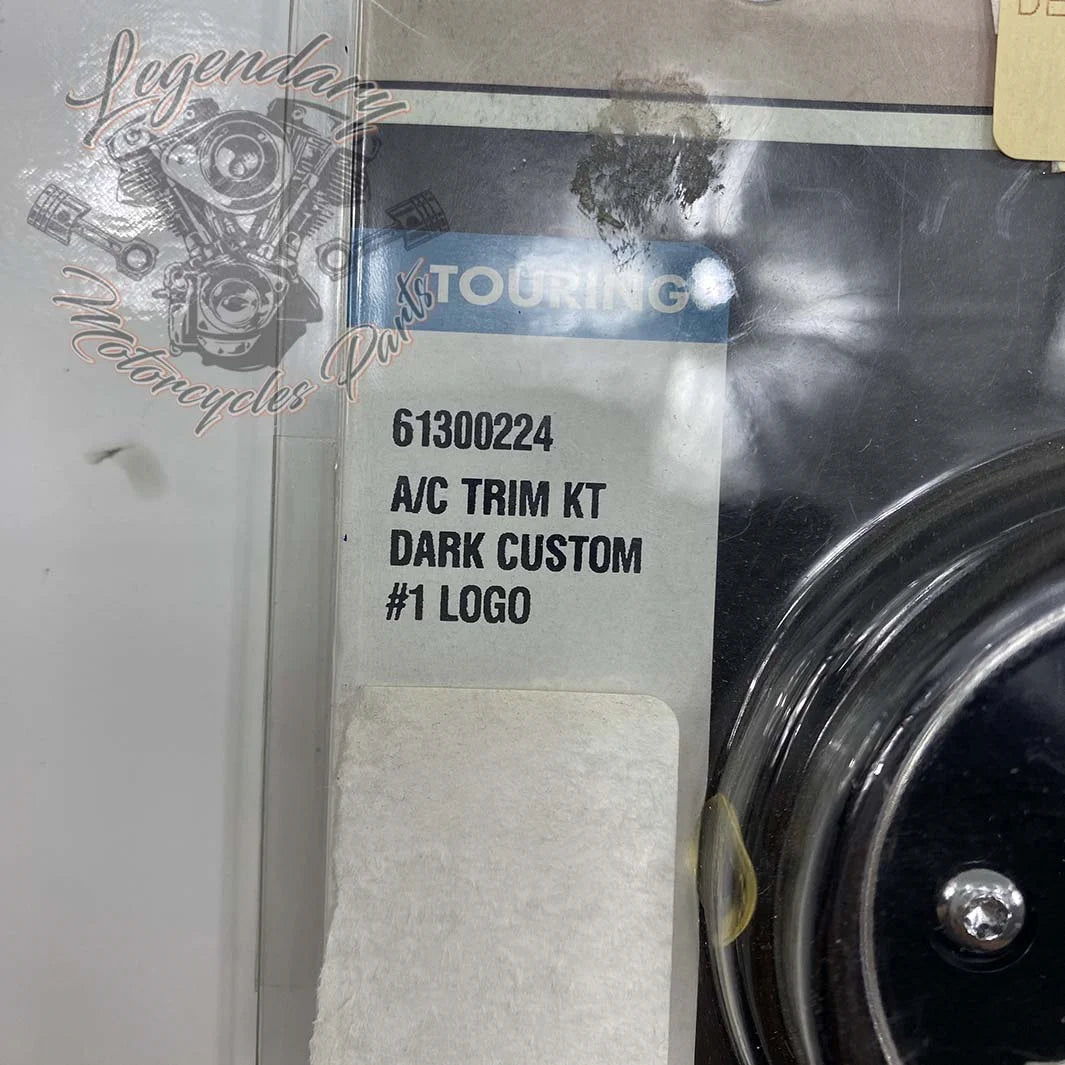 Legendary
Motorcycles Parts
TOURING
61300224
A/C TRIM KT
DARK CUSTOM
#1 LOGO